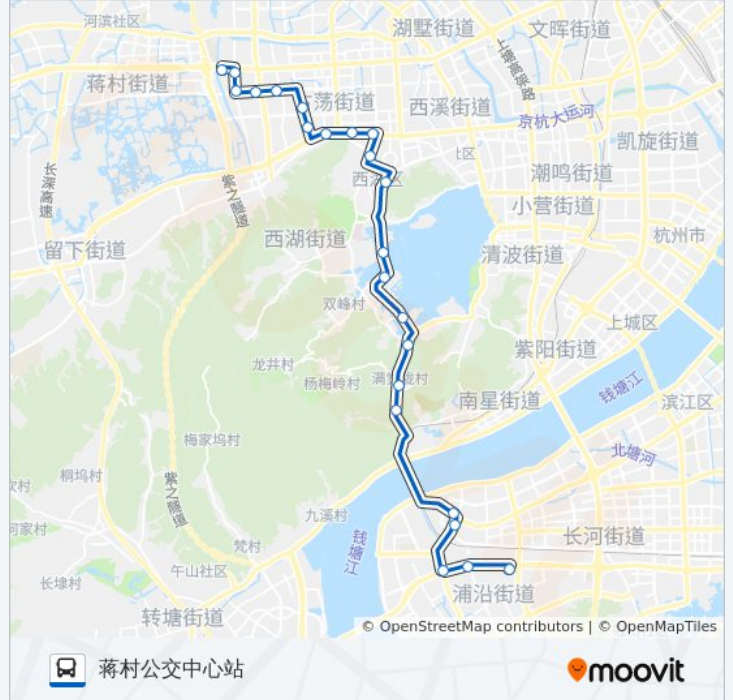 河滨社区
湖墅街道
文晖街道
上塘高架路
蒋村街道
荡街道
西溪街道
京杭大运河
凯旋街道
社区
长深高速
紫之隧道
潮鸣街道
小营街道
西湖街道
清波街道
杭州市
留下街道
双峰村
上城区
紫阳街道
龙井村
杨梅岭村
钱塘江
南星街道
滨江区
梅家坞村
北塘河
桐坞村
紫之隧道
九溪村
钱塘江
长河街道
梵村
午山社区
长埭村
浦沿街道
转塘街道
© OpenStreetMap contributors | © OpenMapTiles
蒋村公交中心站
moovit